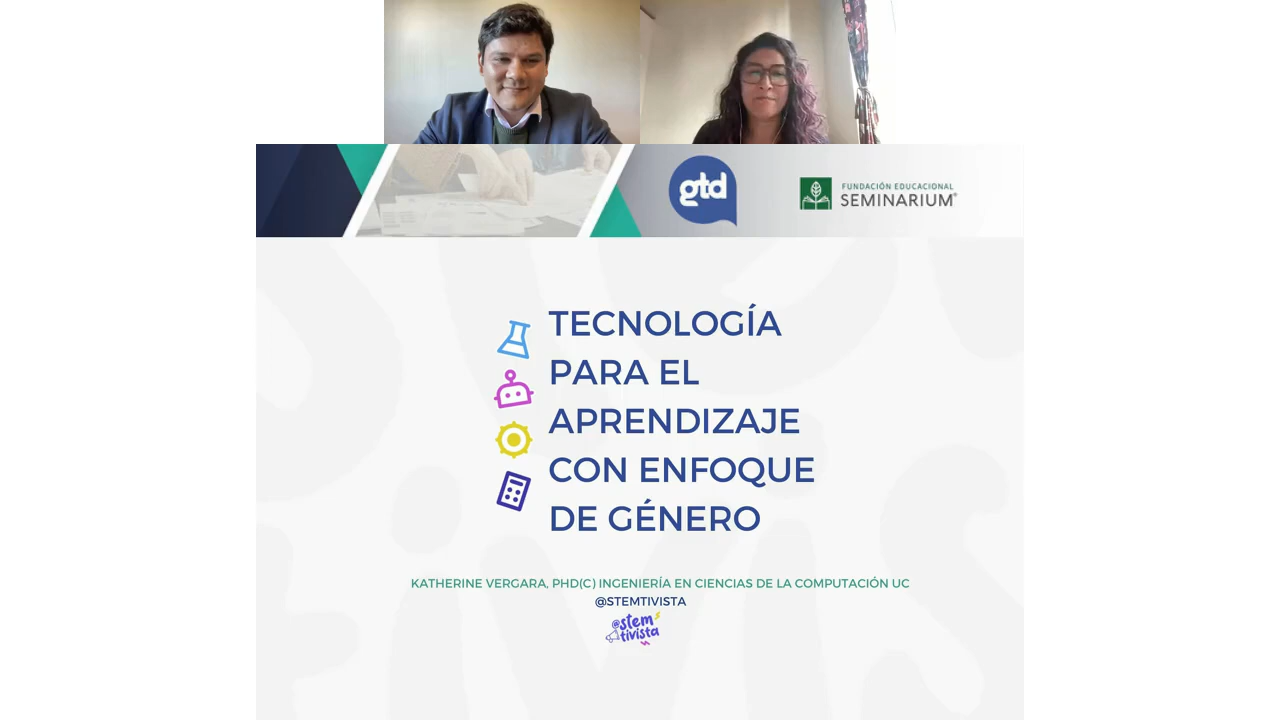 gtd
FUNDACIÓN EDUCACIONAL
SEMINARIUM®
TECNOLOGÍA
PARA EL
APRENDIZAJE
CON ENFOQUE
DE GÉNERO
KATHERINE VERGARA, PHD(C) INGENIERÍA EN CIENCIAS DE LA COMPUTACIÓN UC
@STEMTIVISTA
@stem
tivista